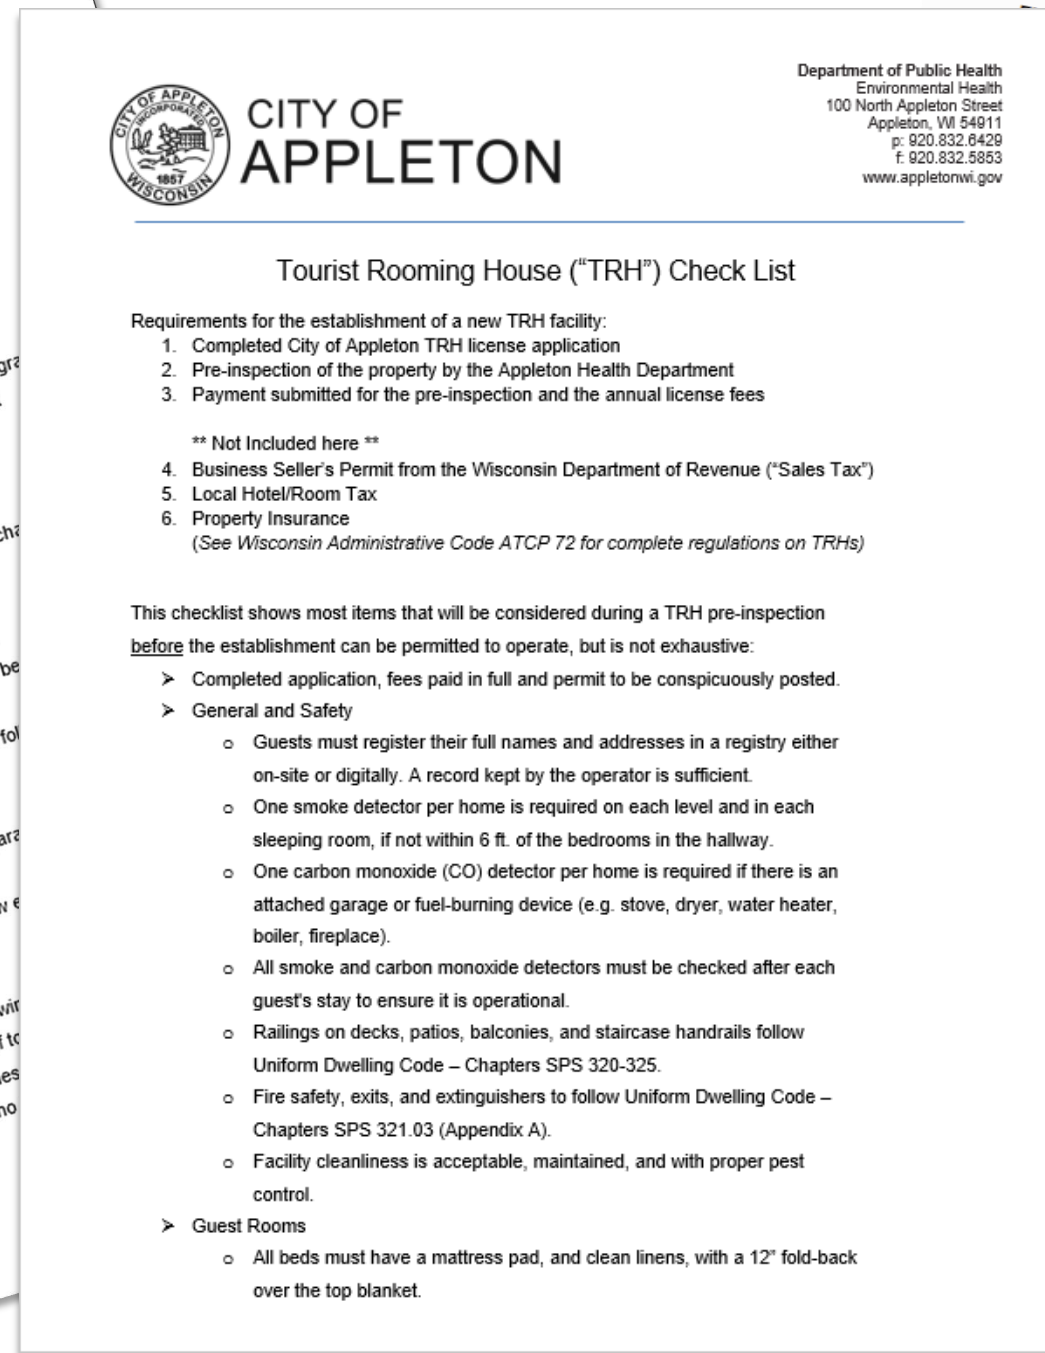 CITY OF APPLETON
INCORPORATED
1857
WISCONSIN
CITY OF
APPLETON
Department of Public Health
Environmental Health
100 North Appleton Street
Appleton, WI 54911
p: 920.832.6429
f: 920.832.5853
www.appletonwi.gov
Tourist Rooming House (“TRH”) Check List
Requirements for the establishment of a new TRH facility:
1. Completed City of Appleton TRH license application
2. Pre-inspection of the property by the Appleton Health Department
3. Payment submitted for the pre-inspection and the annual license fees
** Not Included here **
4. Business Seller’s Permit from the Wisconsin Department of Revenue (“Sales Tax”)
5. Local Hotel/Room Tax
6. Property Insurance
(See Wisconsin Administrative Code ATCP 72 for complete regulations on TRHs)
This checklist shows most items that will be considered during a TRH pre-inspection
before the establishment can be permitted to operate, but is not exhaustive:
➢ Completed application, fees paid in full and permit to be conspicuously posted.
➢ General and Safety
o Guests must register their full names and addresses in a registry either
on-site or digitally. A record kept by the operator is sufficient.
o One smoke detector per home is required on each level and in each
sleeping room, if not within 6 ft. of the bedrooms in the hallway.
o One carbon monoxide (CO) detector per home is required if there is an
attached garage or fuel-burning device (e.g. stove, dryer, water heater,
boiler, fireplace).
o All smoke and carbon monoxide detectors must be checked after each
guest's stay to ensure it is operational.
o Railings on decks, patios, balconies, and staircase handrails follow
Uniform Dwelling Code – Chapters SPS 320-325.
o Fire safety, exits, and extinguishers to follow Uniform Dwelling Code –
Chapters SPS 321.03 (Appendix A).
o Facility cleanliness is acceptable, maintained, and with proper pest
control.
➢ Guest Rooms
o All beds must have a mattress pad, and clean linens, with a 12” fold-back
over the top blanket.